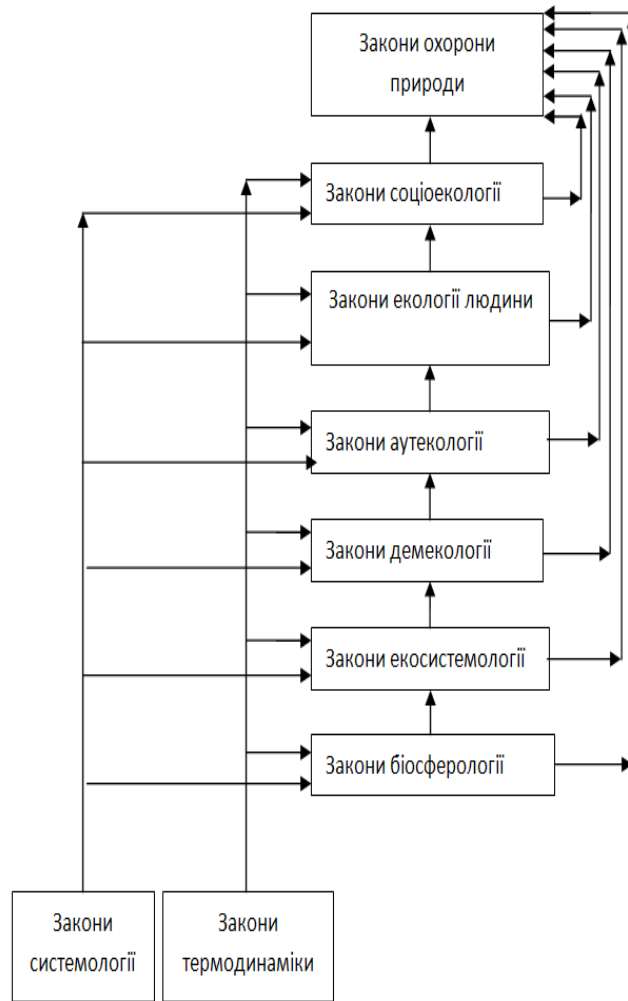 Закони охорони
природи
Закони соціоекології
Закони екології людини
Закони аутекології
Закони демекології
Закони екосистемології
Закони біосферології
Закони
системології
Закони
термодинаміки